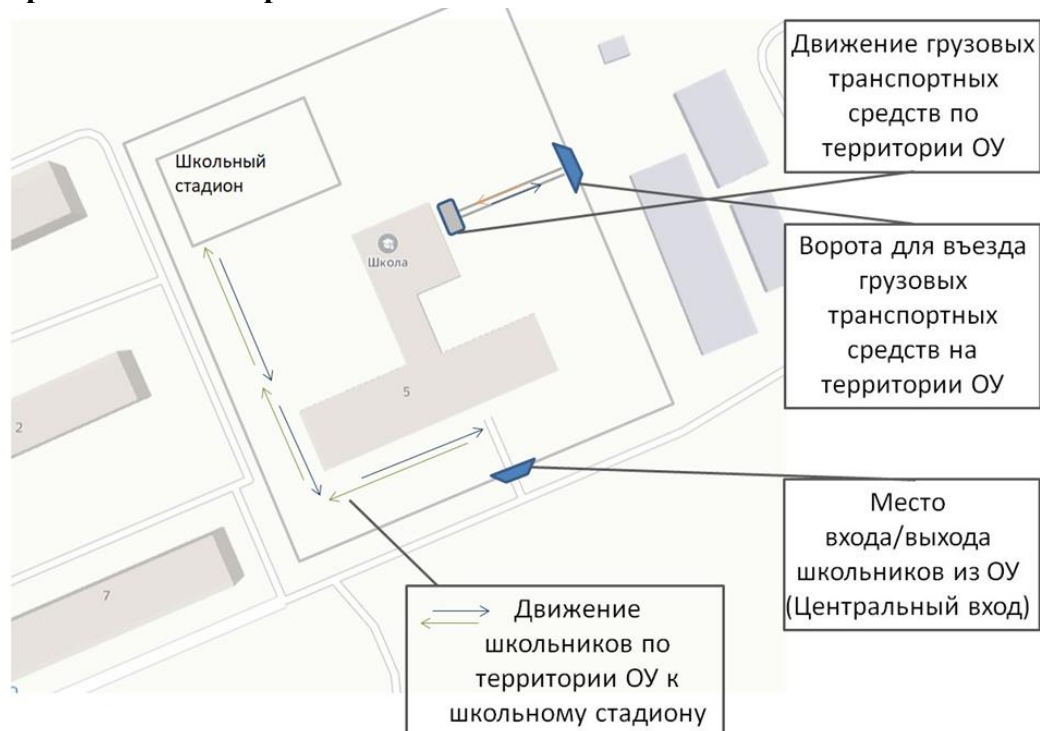 Движение грузовых
транспортных
средств по
территории ОУ
Школьный
стадион
Школа
Ворота для въезда
грузовых
транспортных
средств на
территории ОУ
5
2
Место
входа/выхода
школьников из ОУ
(Центральный вход)
7
Движение
школьников по
территории ОУ к
школьному стадиону